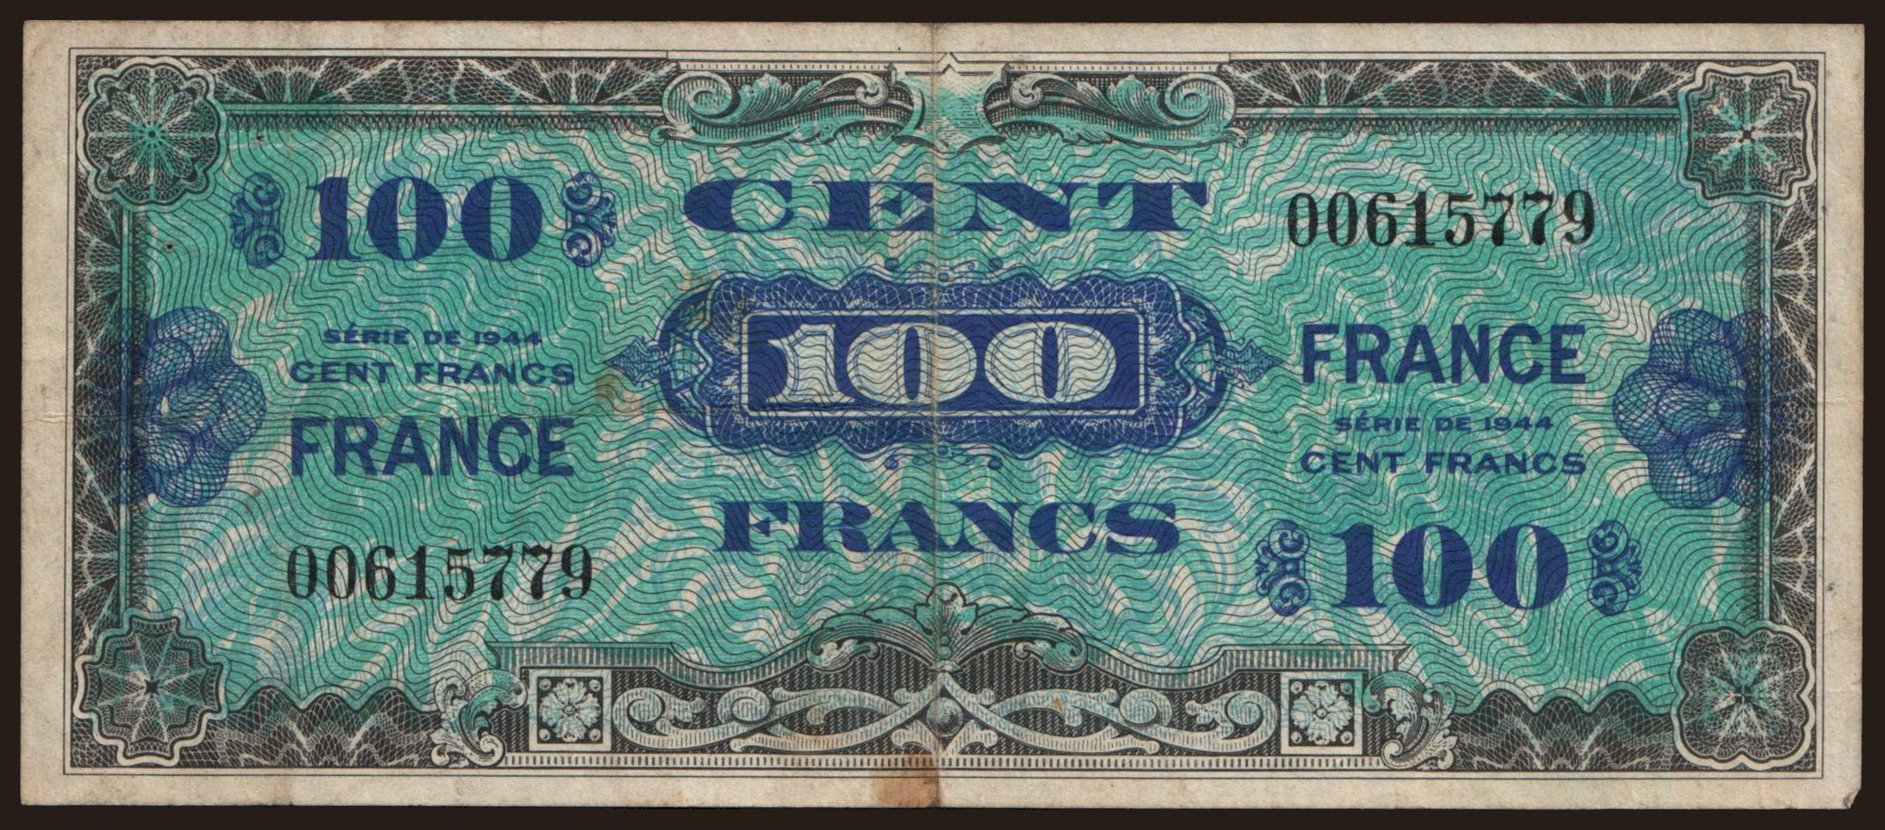 100 CENT 00615779
SÉRIE DE 1944
CENT FRANCS
FRANCE
100
FRANCE
SÉRIE DE 1944
CENT FRANCS
FRANCS
00615779
100